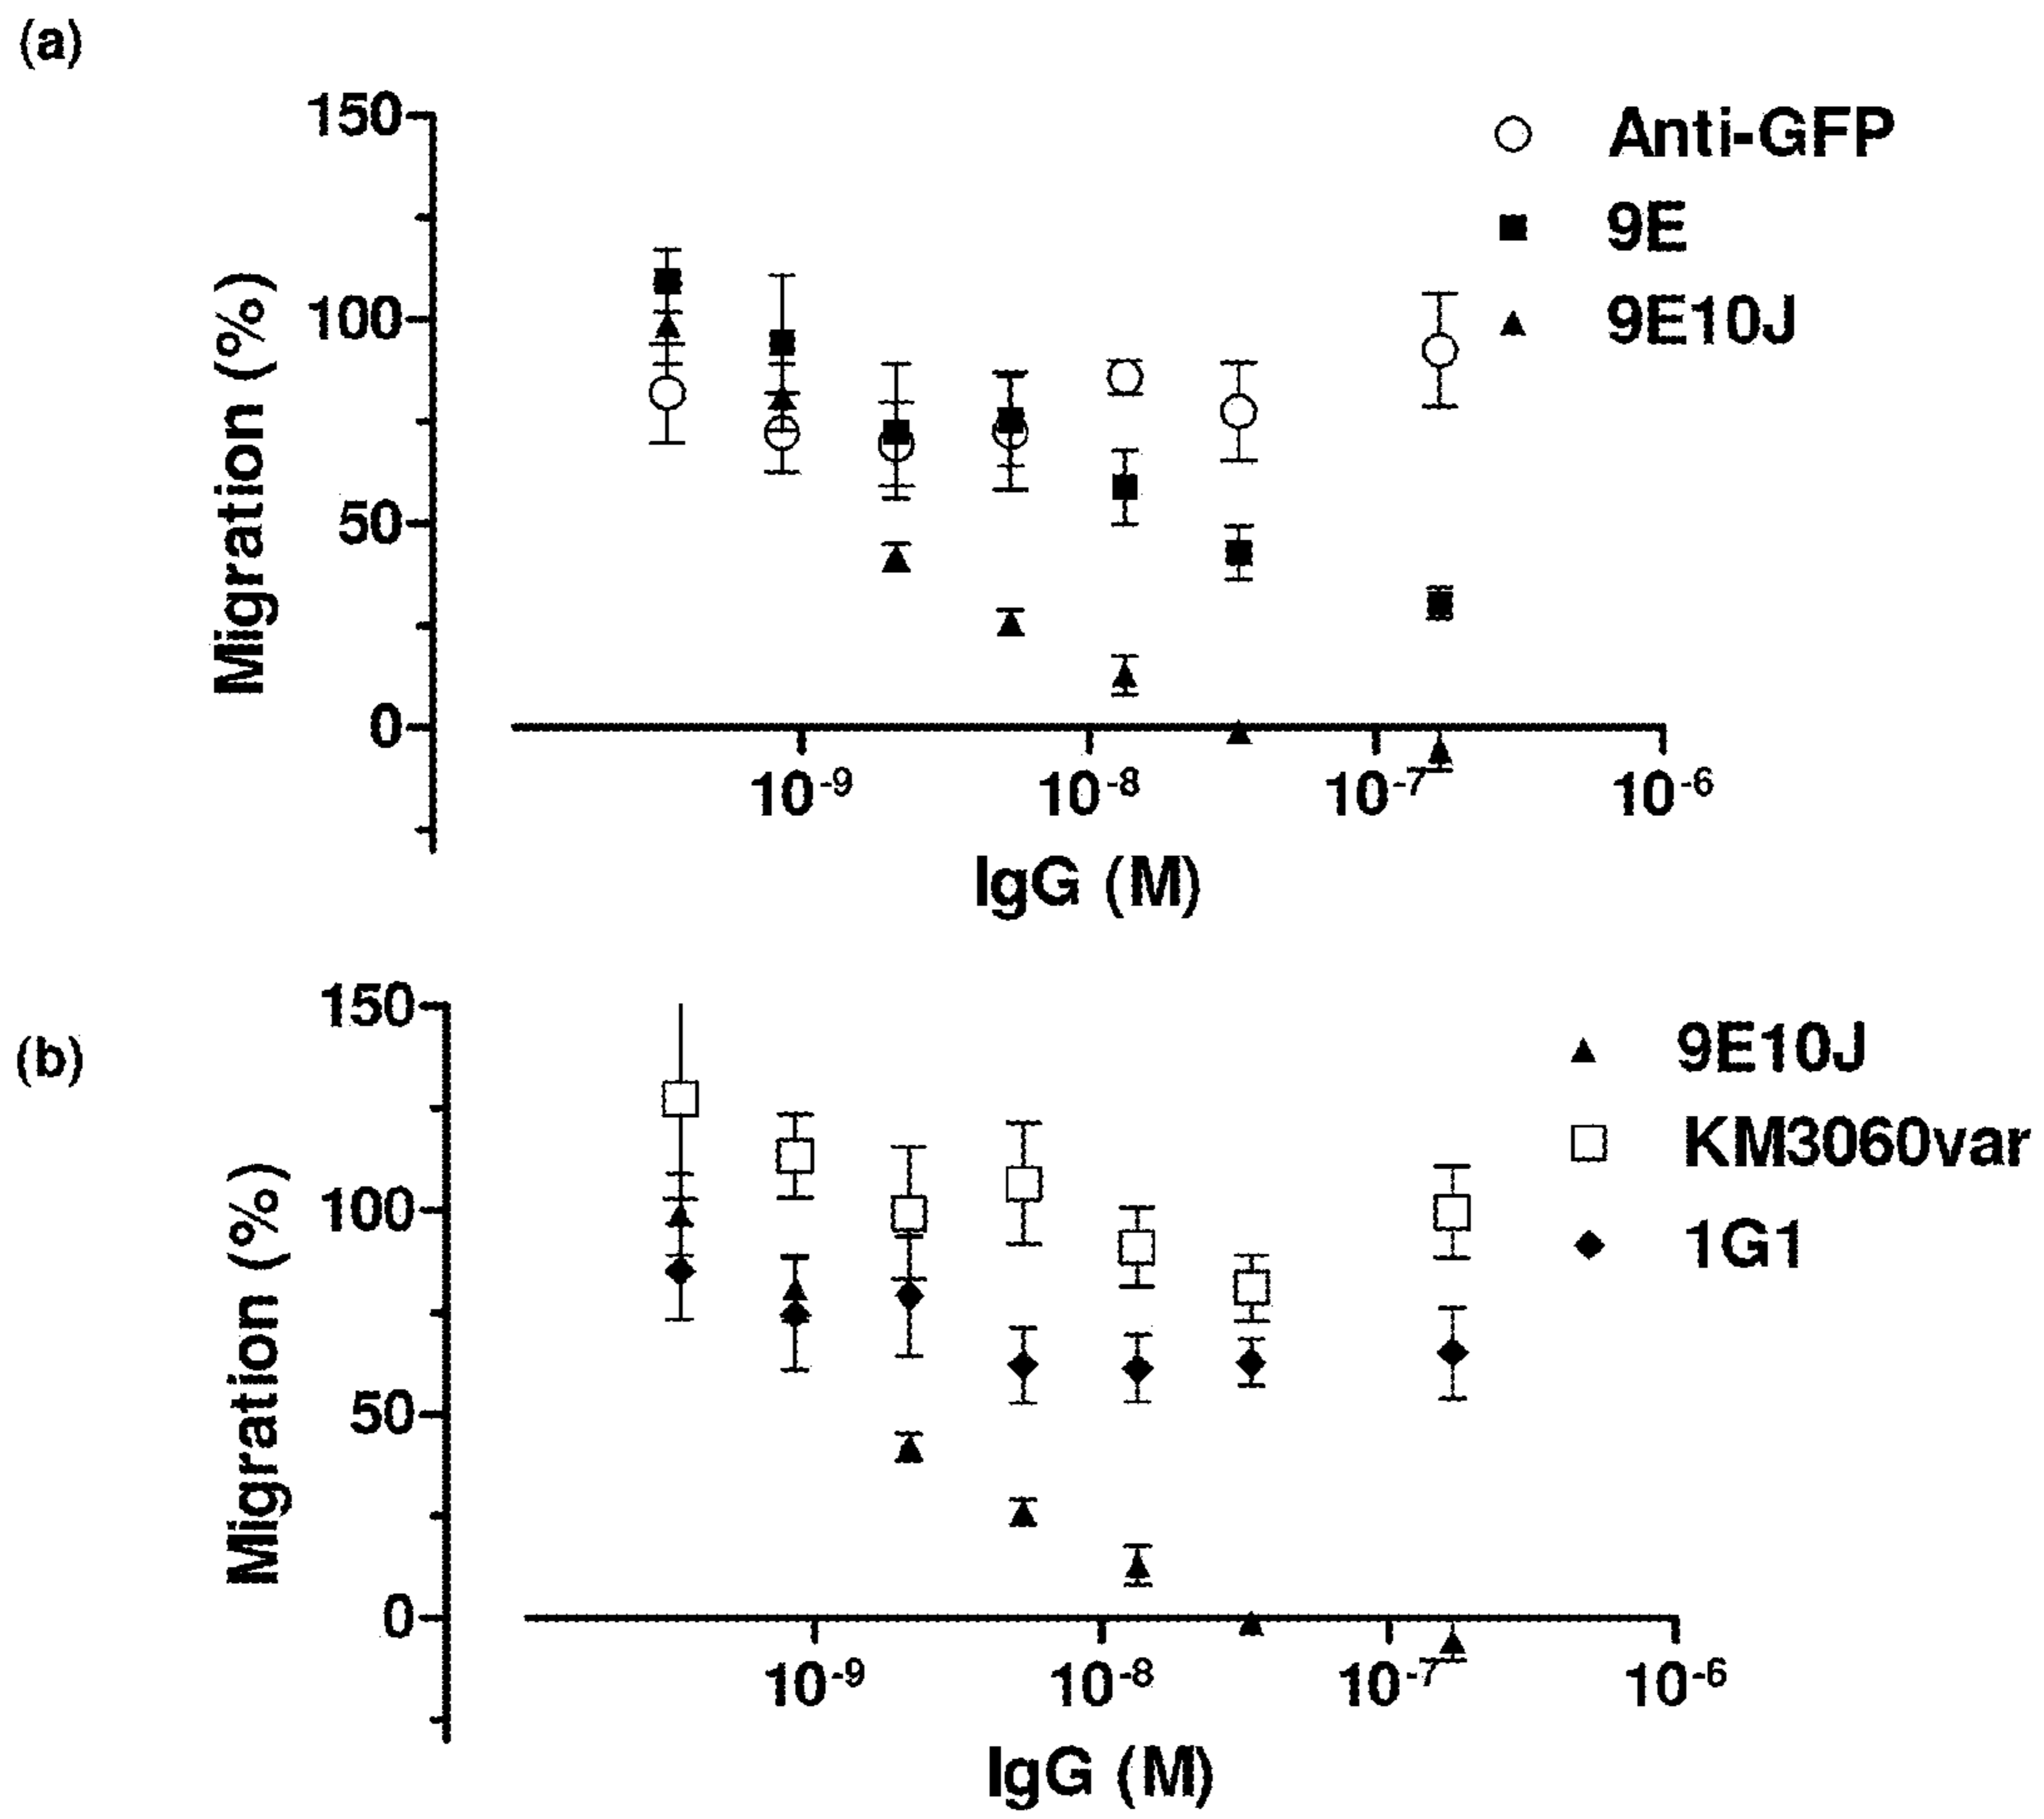 (a)
150
100
50
0
Migration (%)
Anti-GFP
9E
9E10J
10-9
10-8
10-7
10-6
IgG (M)
(b)
150
100
50
0
Migration (%)
9E10J
KM3060var
1G1
10-9
10-8
10-7
10-6
IgG (M)